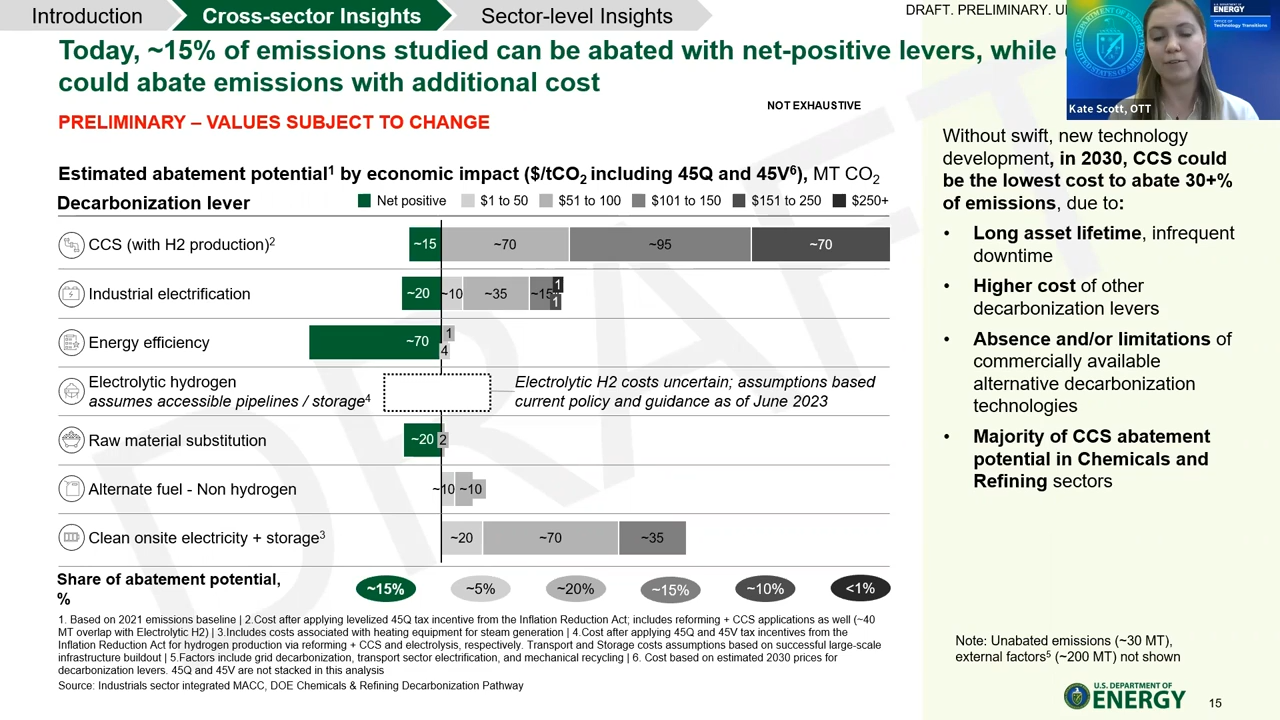 Introduction
Cross-sector Insights
Sector-level Insights
DRAFT. PRELIMINARY.
U.S. DEPARTMENT OF
ENERGY
OFFICE OF
Technology Transitions
Kate Scott, OTT
Today, ~15% of emissions studied can be abated with net-positive levers, while
could abate emissions with additional cost
NOT EXHAUSTIVE
PRELIMINARY – VALUES SUBJECT TO CHANGE
Estimated abatement potential1 by economic impact ($/tCO2 including 45Q and 45V6), MT CO2
Decarbonization lever
Net positive
$1 to 50
$51 to 100
$101 to 150
$151 to 250
$250+
CCS (with H2 production)2
~15
~70
~95
~70
Industrial electrification
~20
~10
~35
~15
1
1
Energy efficiency
~70
1
4
Electrolytic hydrogen
assumes accessible pipelines / storage4
Electrolytic H2 costs uncertain; assumptions based
current policy and guidance as of June 2023
Raw material substitution
~20
2
Alternate fuel - Non hydrogen
~10
~10
Clean onsite electricity + storage3
~20
~70
~35
Share of abatement potential,
%
~15%
~5%
~20%
~15%
~10%
<1%
1. Based on 2021 emissions baseline | 2.Cost after applying levelized 45Q tax incentive from the Inflation Reduction Act; includes reforming + CCS applications as well (~40
MT overlap with Electrolytic H2) | 3.Includes costs associated with heating equipment for steam generation | 4.Cost after applying 45Q and 45V tax incentives from the
Inflation Reduction Act for hydrogen production via reforming + CCS and electrolysis, respectively. Transport and Storage costs assumptions based on successful large-scale
infrastructure buildout | 5.Factors include grid decarbonization, transport sector electrification, and mechanical recycling | 6. Cost based on estimated 2030 prices for
decarbonization levers. 45Q and 45V are not stacked in this analysis
Source: Industrials sector integrated MACC, DOE Chemicals & Refining Decarbonization Pathway
Without swift, new technology
development, in 2030, CCS could
be the lowest cost to abate 30+%
of emissions, due to:
• Long asset lifetime, infrequent
downtime
• Higher cost of other
decarbonization levers
• Absence and/or limitations of
commercially available
alternative decarbonization
technologies
• Majority of CCS abatement
potential in Chemicals and
Refining sectors
Note: Unabated emissions (~30 MT),
external factors5 (~200 MT) not shown
U.S. DEPARTMENT OF
ENERGY
15
DRAFT